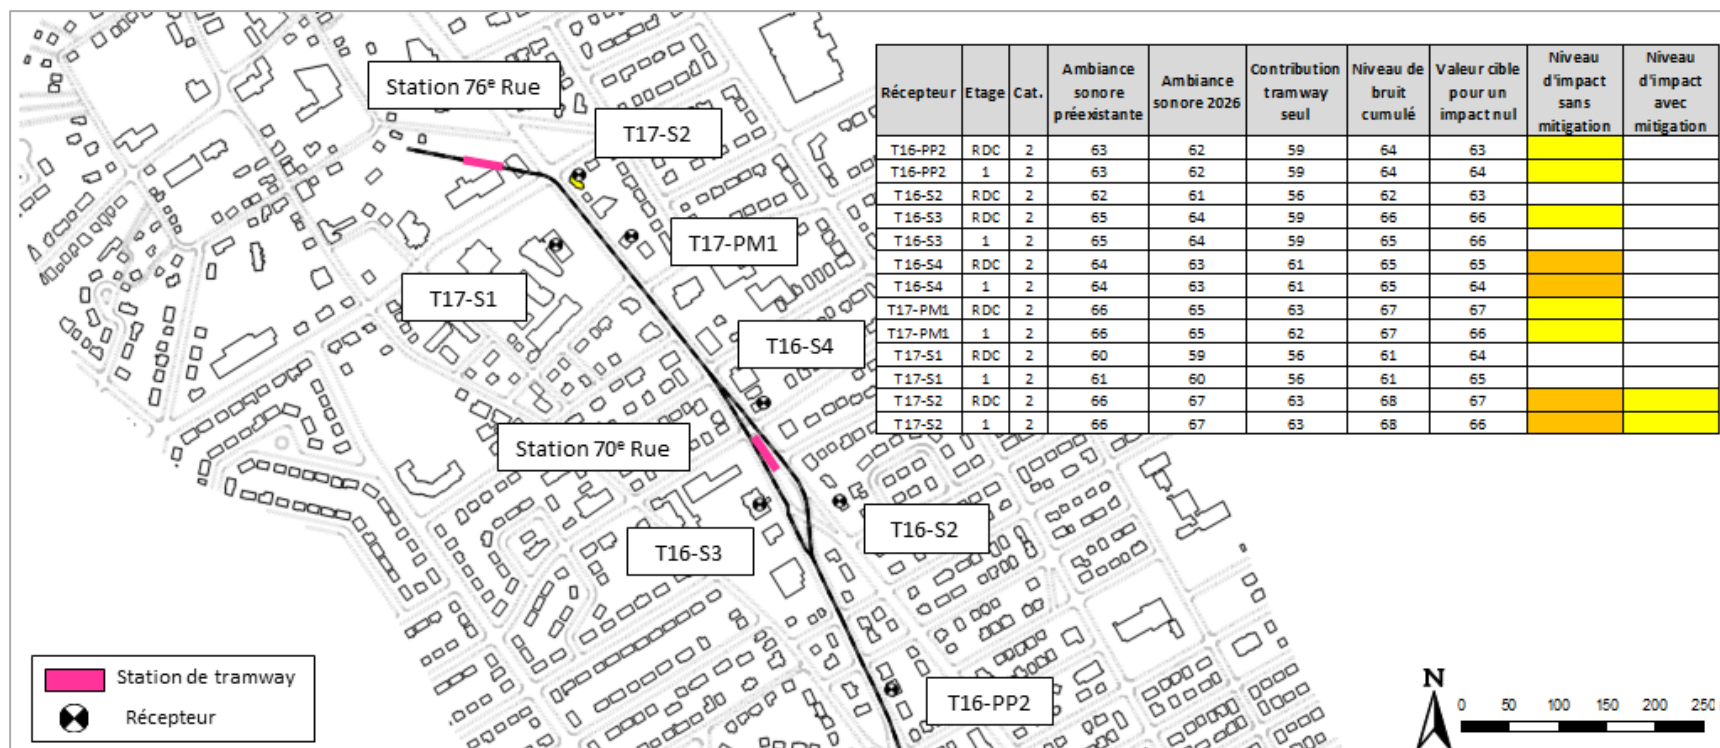 Station 76e Rue
T17-S2
T17-PM1
T17-S1
T16-S4
Station 70e Rue
T16-S2
T16-S3
T16-PP2
Station de tramway
Récepteur
N
0 50 100 150 200 250
Récepteur Etage Cat. Ambiance sonore préexistante Ambiance sonore 2026 Contribution tramway seul Niveau de bruit cumulé Valeur cible pour un impact nul Niveau d'impact sans mitigation Niveau d'impact avec mitigation
T16-PP2 RDC 2 63 62 59 64 63
T16-PP2 1 2 63 62 59 64 64
T16-S2 RDC 2 62 61 56 62 63
T16-S3 RDC 2 65 64 59 66 66
T16-S3 1 2 65 64 59 65 66
T16-S4 RDC 2 64 63 61 65 65
T16-S4 1 2 64 63 61 65 64
T17-PM1 RDC 2 66 65 63 67 67
T17-PM1 1 2 66 65 62 67 66
T17-S1 RDC 2 60 59 56 61 64
T17-S1 1 2 61 60 56 61 65
T17-S2 RDC 2 66 67 63 68 67
T17-S2 1 2 66 67 63 68 66